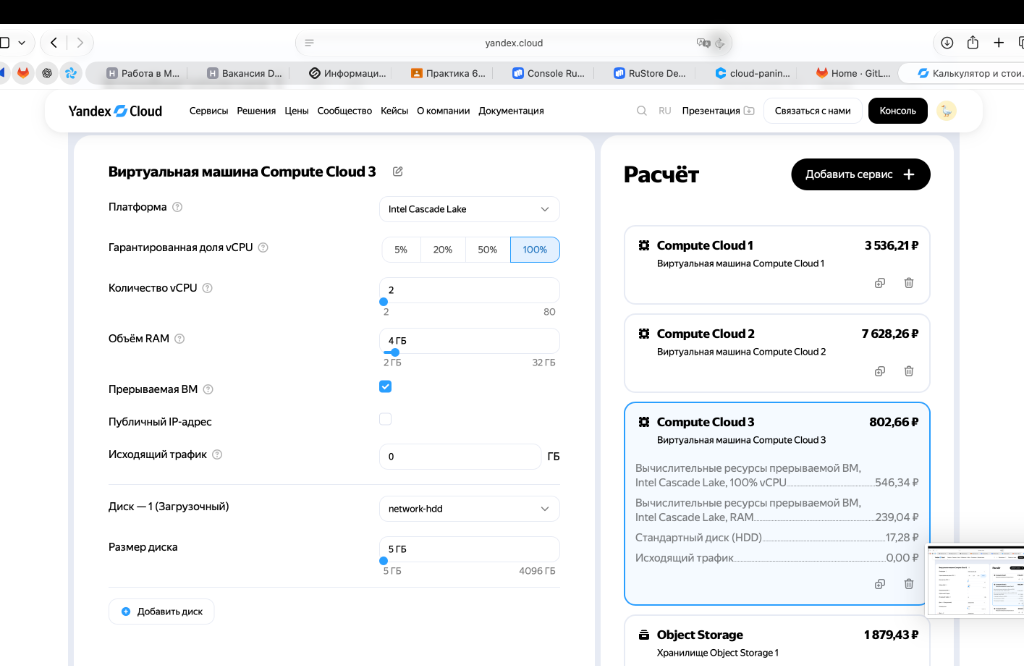 yandex.cloud
Работа в М...
Вакансия D...
Информаци...
Практика 6...
Console Ru...
RuStore De...
cloud-panin...
Home · GitL...
Калькулятор и стои...
Yandex Cloud
Сервисы Решения Цены Сообщество Кейсы О компании Документация
RU Презентация Связаться с нами Консоль
Виртуальная машина Compute Cloud 3
Платформа
Intel Cascade Lake
Гарантированная доля vCPU
5% 20% 50% 100%
Количество vCPU
2
2 80
Объём RAM
4 ГБ
2 ГБ 32 ГБ
Прерываемая ВМ
Публичный IP-адрес
Исходящий трафик
0 ГБ
Диск — 1 (Загрузочный)
network-hdd
Размер диска
5 ГБ
5 ГБ 4096 ГБ
Добавить диск
Расчёт
Добавить сервис +
Compute Cloud 1 3 536,21 ₽
Виртуальная машина Compute Cloud 1
Compute Cloud 2 7 628,26 ₽
Виртуальная машина Compute Cloud 2
Compute Cloud 3 802,66 ₽
Виртуальная машина Compute Cloud 3
Вычислительные ресурсы прерываемой ВМ,
Intel Cascade Lake, 100% vCPU 546,34 ₽
Вычислительные ресурсы прерываемой ВМ,
Intel Cascade Lake, RAM 239,04 ₽
Стандартный диск (HDD) 17,28 ₽
Исходящий трафик 0,00 ₽
Object Storage 1 879,43 ₽
Хранилище Object Storage 1